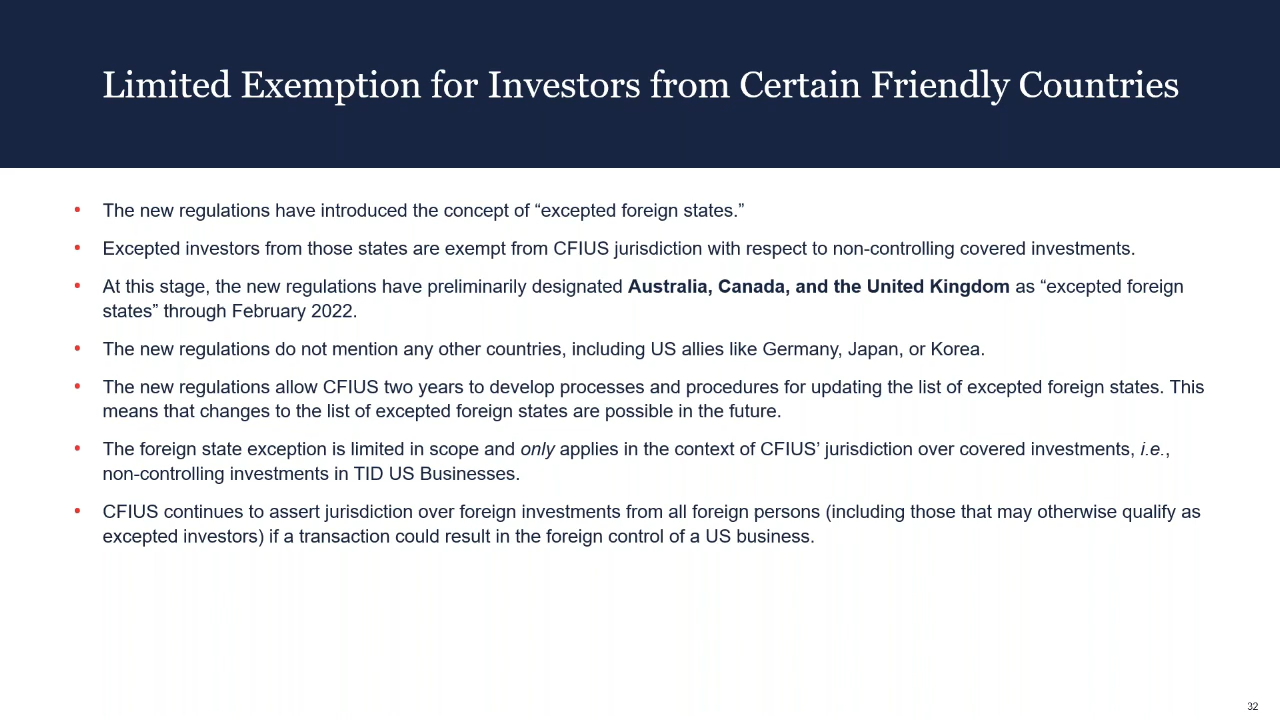 Limited Exemption for Investors from Certain Friendly Countries
• The new regulations have introduced the concept of “excepted foreign states.”
• Excepted investors from those states are exempt from CFIUS jurisdiction with respect to non-controlling covered investments.
• At this stage, the new regulations have preliminarily designated Australia, Canada, and the United Kingdom as “excepted foreign
states” through February 2022.
• The new regulations do not mention any other countries, including US allies like Germany, Japan, or Korea.
• The new regulations allow CFIUS two years to develop processes and procedures for updating the list of excepted foreign states. This
means that changes to the list of excepted foreign states are possible in the future.
• The foreign state exception is limited in scope and only applies in the context of CFIUS’ jurisdiction over covered investments, i.e.,
non-controlling investments in TID US Businesses.
• CFIUS continues to assert jurisdiction over foreign investments from all foreign persons (including those that may otherwise qualify as
excepted investors) if a transaction could result in the foreign control of a US business.
32